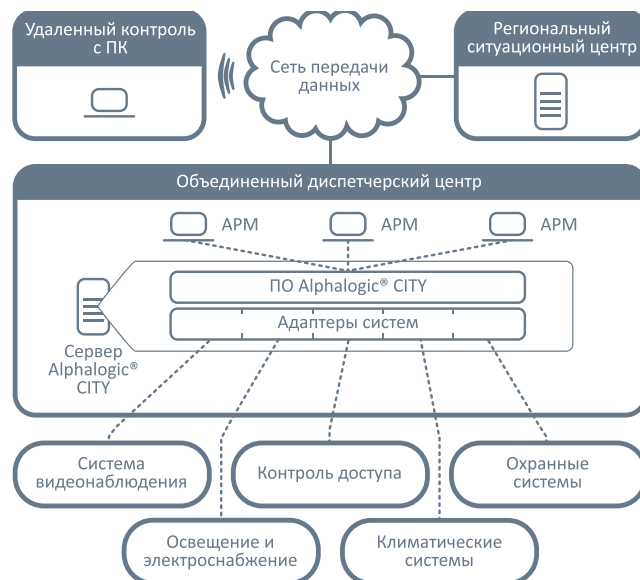 Удаленный контроль
с ПК
Сеть передачи
данных
Региональный
ситуационный центр
Объединенный диспетчерский центр
АРМ
АРМ
АРМ
ПО Alphalogic® CITY
Адаптеры систем
Сервер
Alphalogic®
CITY
Система
видеонаблюдения
Контроль доступа
Охранные
системы
Освещение и
электроснабжение
Климатические
системы